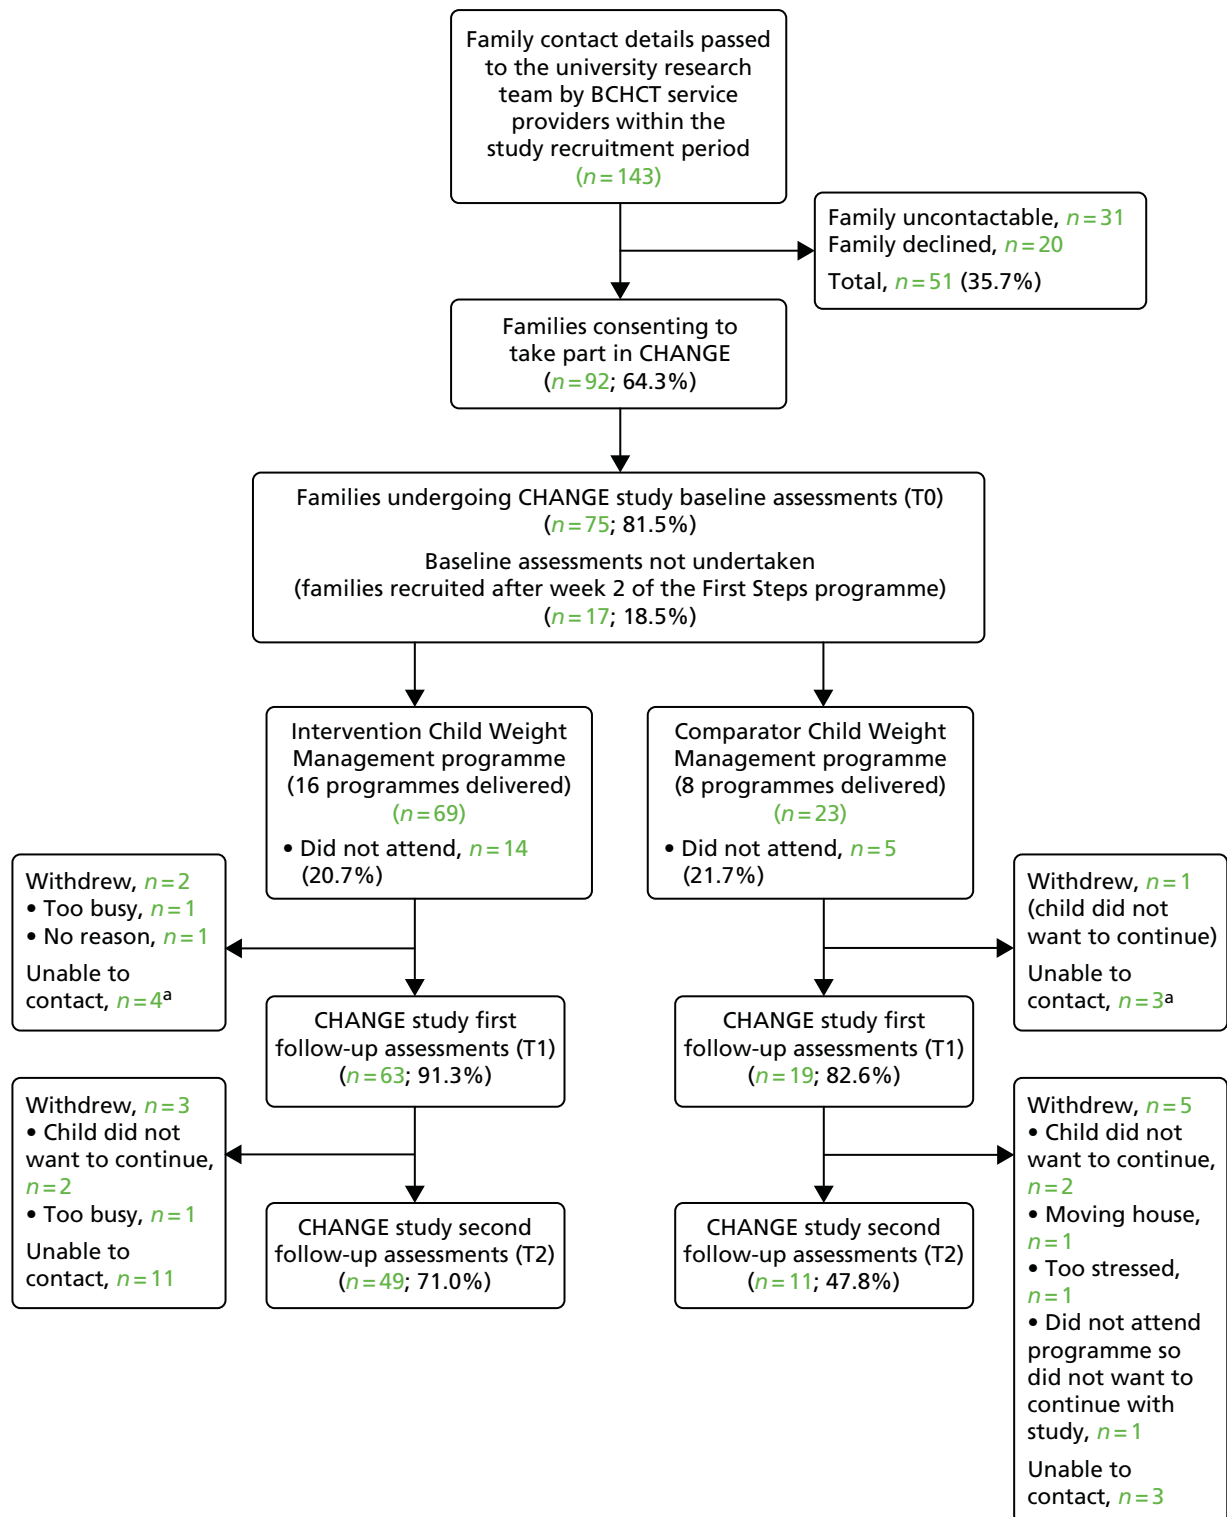 Family contact details passed
to the university research
team by BCHCT service
providers within the
study recruitment period
(n=143)
Family uncontactable, n=31
Family declined, n=20
Total, n=51 (35.7%)
Families consenting to
take part in CHANGE
(n=92; 64.3%)
Families undergoing CHANGE study baseline assessments (T0)
(n=75; 81.5%)
Baseline assessments not undertaken
(families recruited after week 2 of the First Steps programme)
(n=17; 18.5%)
Intervention Child Weight
Management programme
(16 programmes delivered)
(n=69)
• Did not attend, n=14
(20.7%)
Comparator Child Weight
Management programme
(8 programmes delivered)
(n=23)
• Did not attend, n=5
(21.7%)
Withdrew, n=2
• Too busy, n=1
• No reason, n=1
Unable to
contact, n=4a
Withdrew, n=1
(child did not
want to continue)
Unable to
contact, n=3a
CHANGE study first
follow-up assessments (T1)
(n=63; 91.3%)
CHANGE study first
follow-up assessments (T1)
(n=19; 82.6%)
Withdrew, n=3
• Child did not
want to continue,
n=2
• Too busy, n=1
Unable to
contact, n=11
Withdrew, n=5
• Child did not
want to continue,
n=2
• Moving house,
n=1
• Too stressed,
n=1
• Did not attend
programme so
did not want to
continue with
study, n=1
Unable to
contact, n=3
CHANGE study second
follow-up assessments (T2)
(n=49; 71.0%)
CHANGE study second
follow-up assessments (T2)
(n=11; 47.8%)